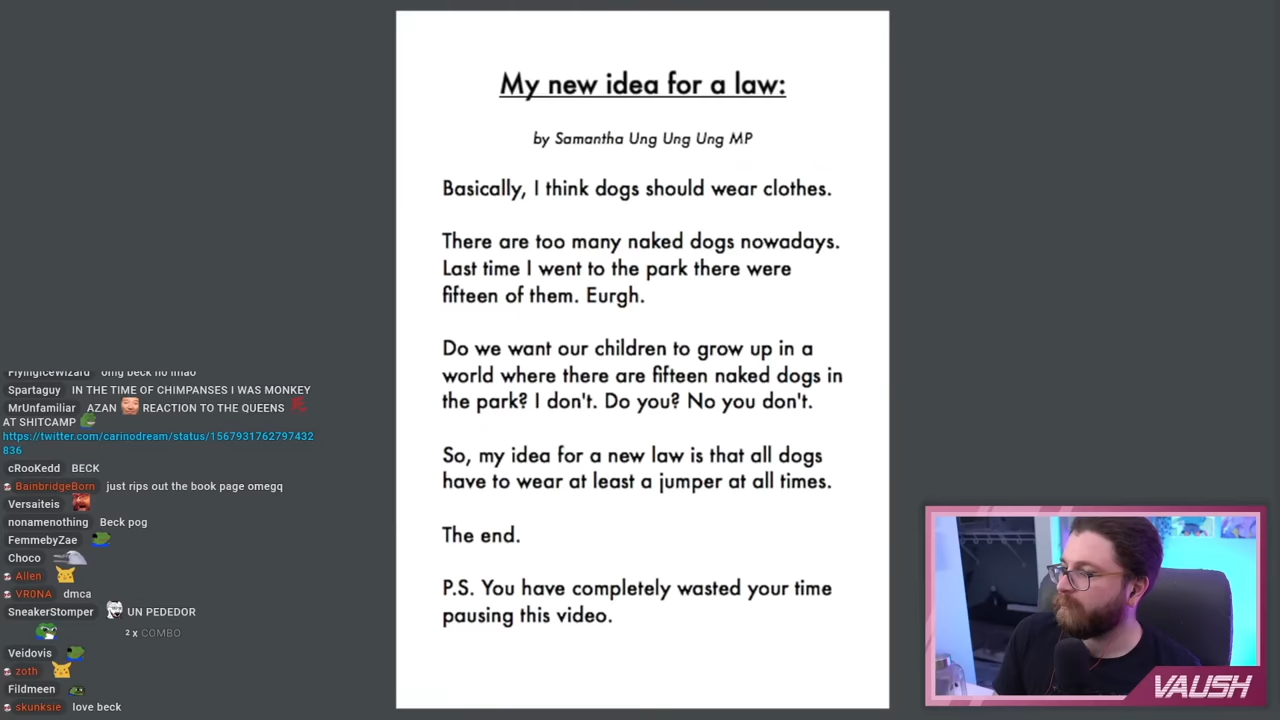 My new idea for a law:
by Samantha Ung Ung Ung MP
Basically, I think dogs should wear clothes.
There are too many naked dogs nowadays.
Last time I went to the park there were
fifteen of them. Eurgh.
Do we want our children to grow up in a
world where there are fifteen naked dogs in
the park? I don't. Do you? No you don't.
So, my idea for a new law is that all dogs
have to wear at least a jumper at all times.
The end.
P.S. You have completely wasted your time
pausing this video.
FlyingIceWizard omg beck no lmao
Spartaguy IN THE TIME OF CHIMPANSES I WAS MONKEY
MrUnfamiliar AZAN REACTION TO THE QUEENS
AT SHITCAMP
https://twitter.com/carinodream/status/1567931762797432
836
cRooKedd BECK
BainbridgeBorn just rips out the book page omegq
Versaiteis
nonamenothing Beck pog
FemmebyZae
Choco
Allen
VR0NA dmca
SneakerStomper UN PEDEDOR
2 x COMBO
Veidovis
zoth
Fildmeen
skunksie love beck
VAUSH